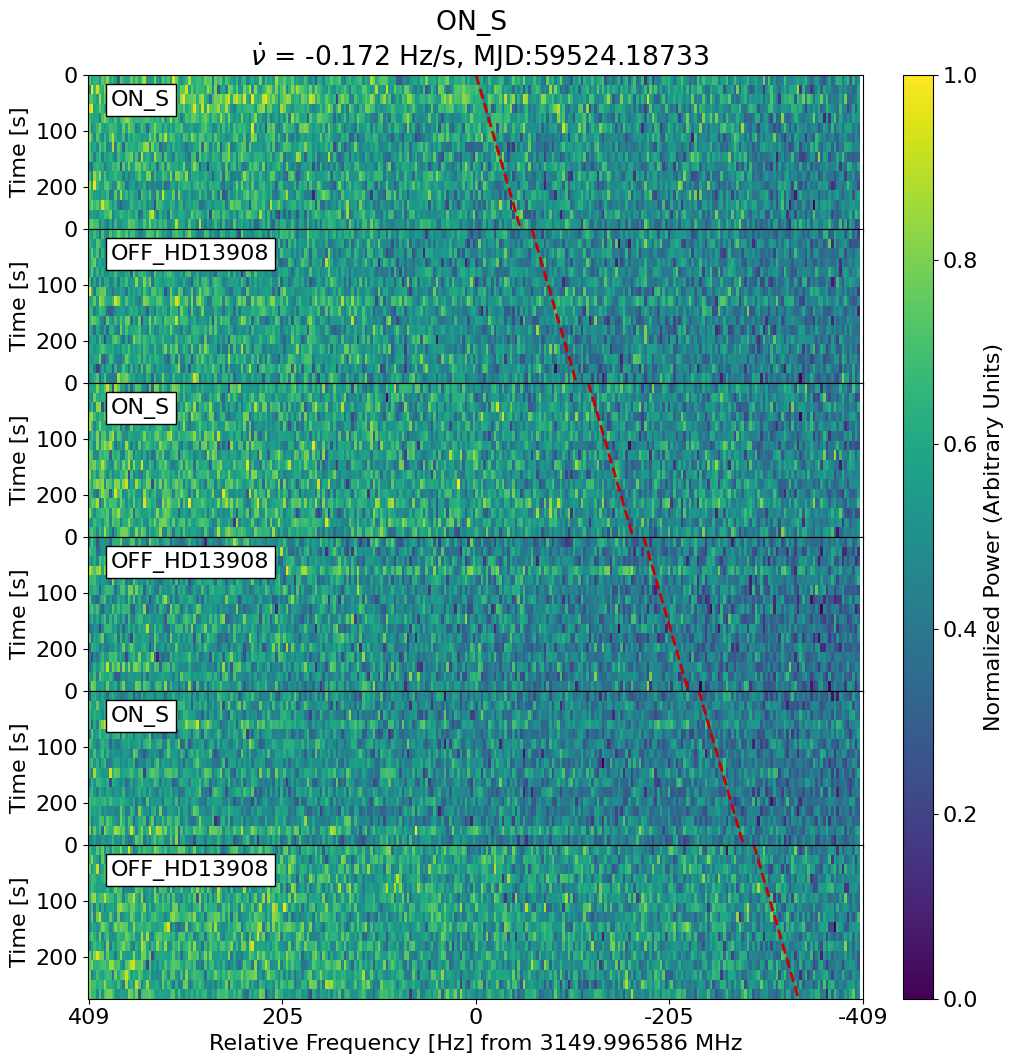 ON_S
ν̇ = -0.172 Hz/s, MJD:59524.18733
ON_S
OFF_HD13908
ON_S
OFF_HD13908
ON_S
OFF_HD13908
0
100
200
0
100
200
0
100
200
0
100
200
0
100
200
0
100
200
Time [s]
Time [s]
Time [s]
Time [s]
Time [s]
Time [s]
409
205
0
-205
-409
Relative Frequency [Hz] from 3149.996586 MHz
1.0
0.8
0.6
0.4
0.2
0.0
Normalized Power (Arbitrary Units)